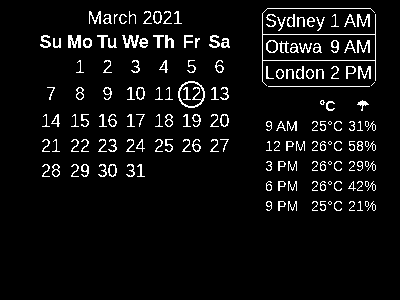 March 2021
Su Mo Tu We Th Fr Sa
1 2 3 4 5 6
7 8 9 10 11 12 13
14 15 16 17 18 19 20
21 22 23 24 25 26 27
28 29 30 31
Sydney 1 AM
Ottawa 9 AM
London 2 PM
°C ☂
9 AM 25°C 31%
12 PM 26°C 58%
3 PM 26°C 29%
6 PM 26°C 42%
9 PM 25°C 21%